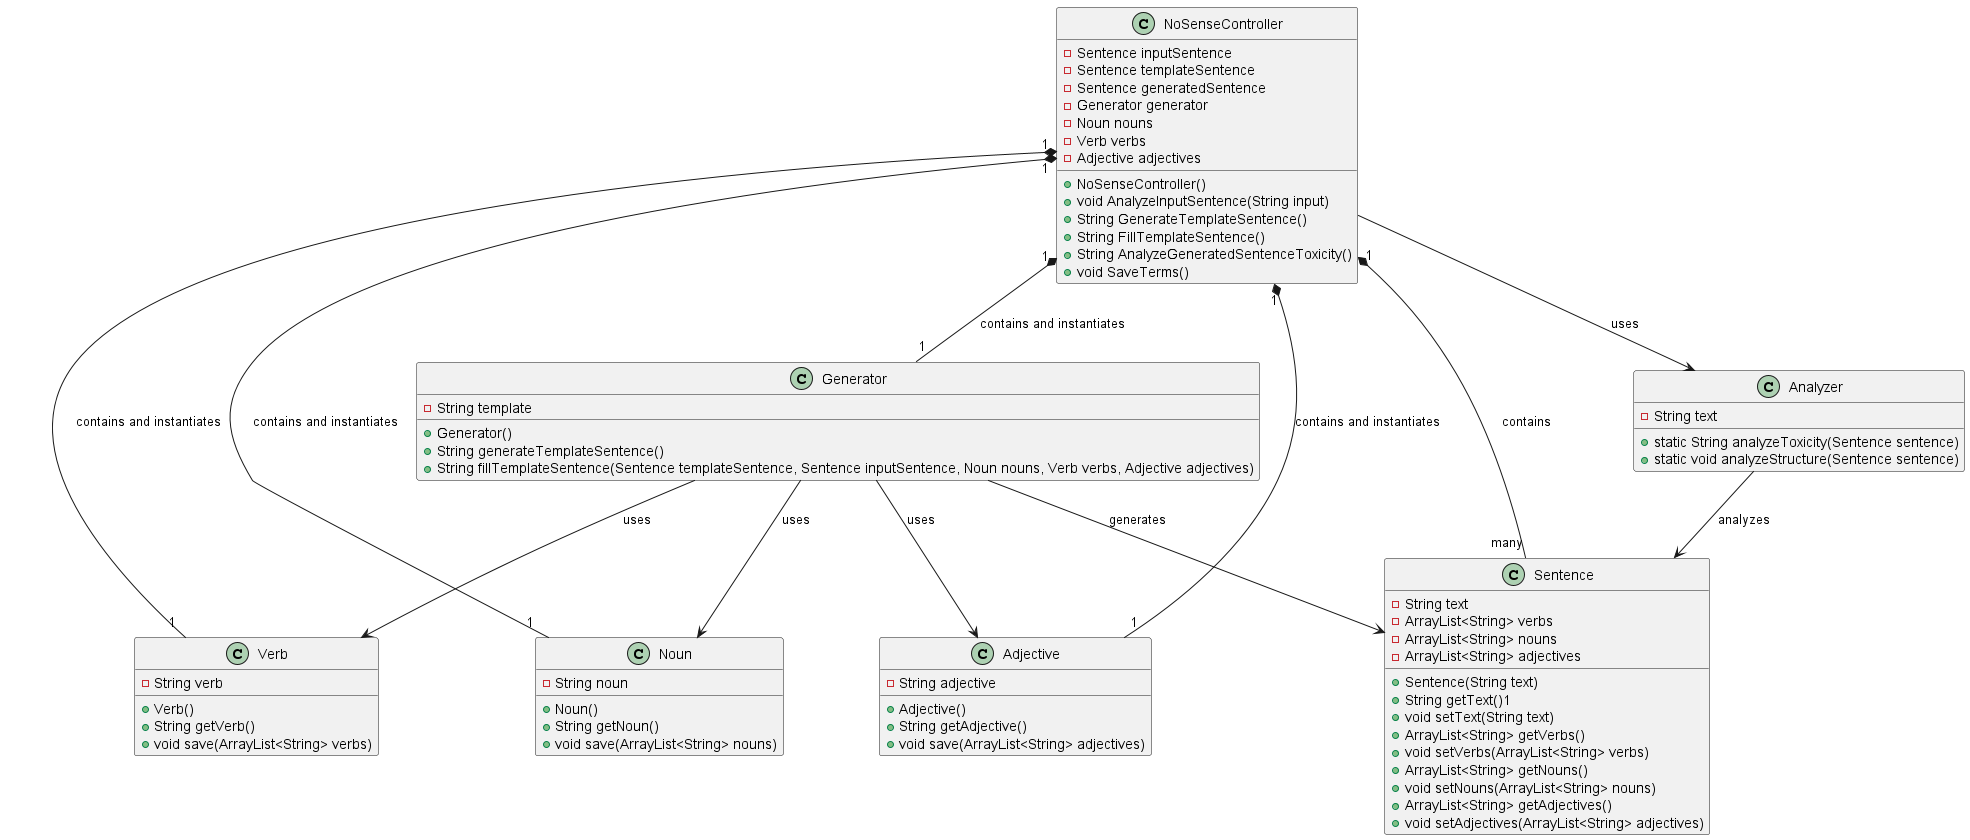 C NoSenseController
Sentence inputSentence
Sentence templateSentence
Sentence generatedSentence
Generator generator
Noun nouns
Verb verbs
Adjective adjectives
NoSenseController()
void AnalyzeInputSentence(String input)
String GenerateTemplateSentence()
String FillTemplateSentence()
String AnalyzeGeneratedSentenceToxicity()
void SaveTerms()
1
1
1
1
1
contains and instantiates
uses
1
C Generator
String template
Generator()
String generateTemplateSentence()
String fillTemplateSentence(Sentence templateSentence, Sentence inputSentence, Noun nouns, Verb verbs, Adjective adjectives)
C Analyzer
String text
static String analyzeToxicity(Sentence sentence)
static void analyzeStructure(Sentence sentence)
contains and instantiates
contains and instantiates
contains and instantiates
contains
uses
uses
uses
generates
analyzes
many
1
1
1
C Verb
String verb
Verb()
String getVerb()
void save(ArrayList<String> verbs)
C Noun
String noun
Noun()
String getNoun()
void save(ArrayList<String> nouns)
C Adjective
String adjective
Adjective()
String getAdjective()
void save(ArrayList<String> adjectives)
C Sentence
String text
ArrayList<String> verbs
ArrayList<String> nouns
ArrayList<String> adjectives
Sentence(String text)
String getText()1
void setText(String text)
ArrayList<String> getVerbs()
void setVerbs(ArrayList<String> verbs)
ArrayList<String> getNouns()
void setNouns(ArrayList<String> nouns)
ArrayList<String> getAdjectives()
void setAdjectives(ArrayList<String> adjectives)